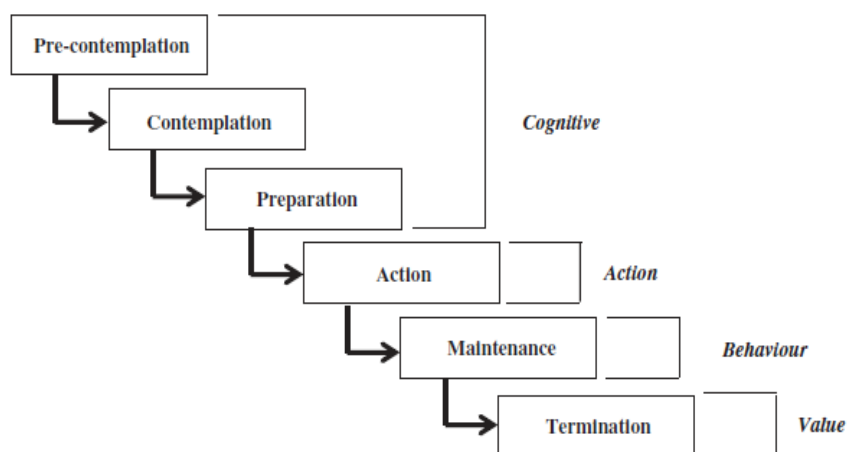 Pre-contemplation
Contemplation
Cognitive
Preparation
Action
Action
Maintenance
Behaviour
Termination
Value